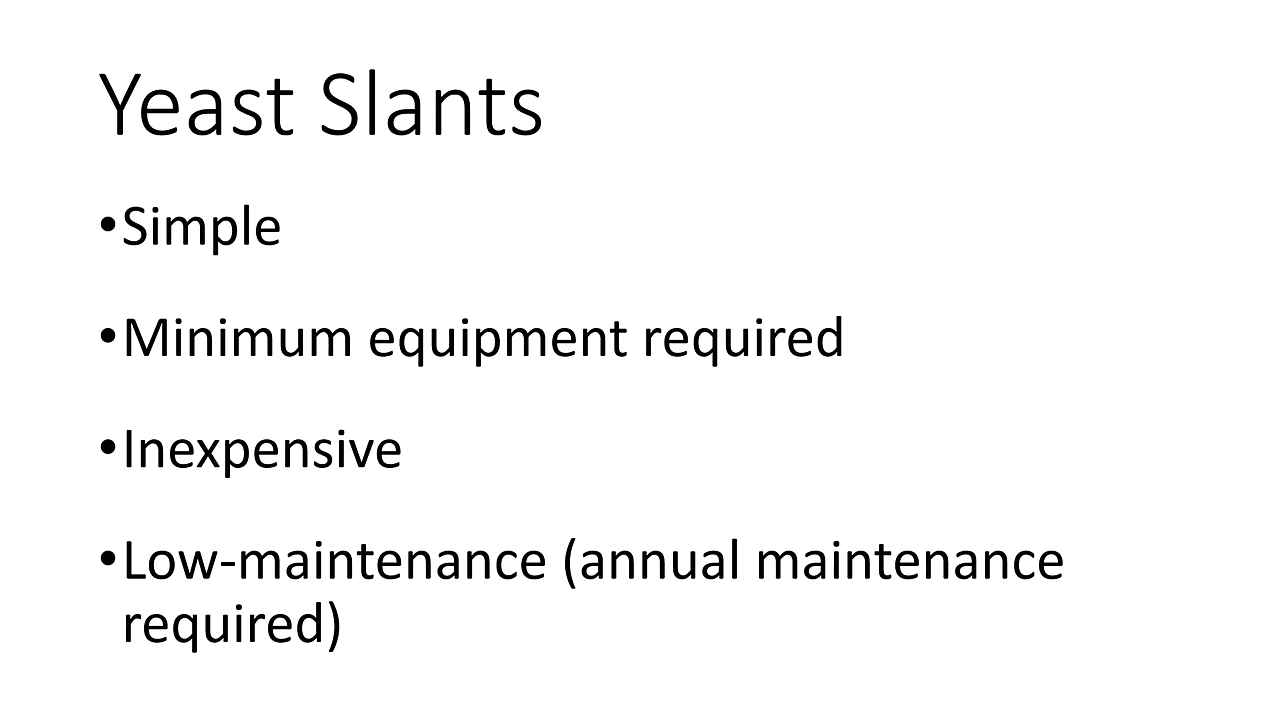 Yeast Slants
•Simple
•Minimum equipment required
•Inexpensive
•Low-maintenance (annual maintenance
required)